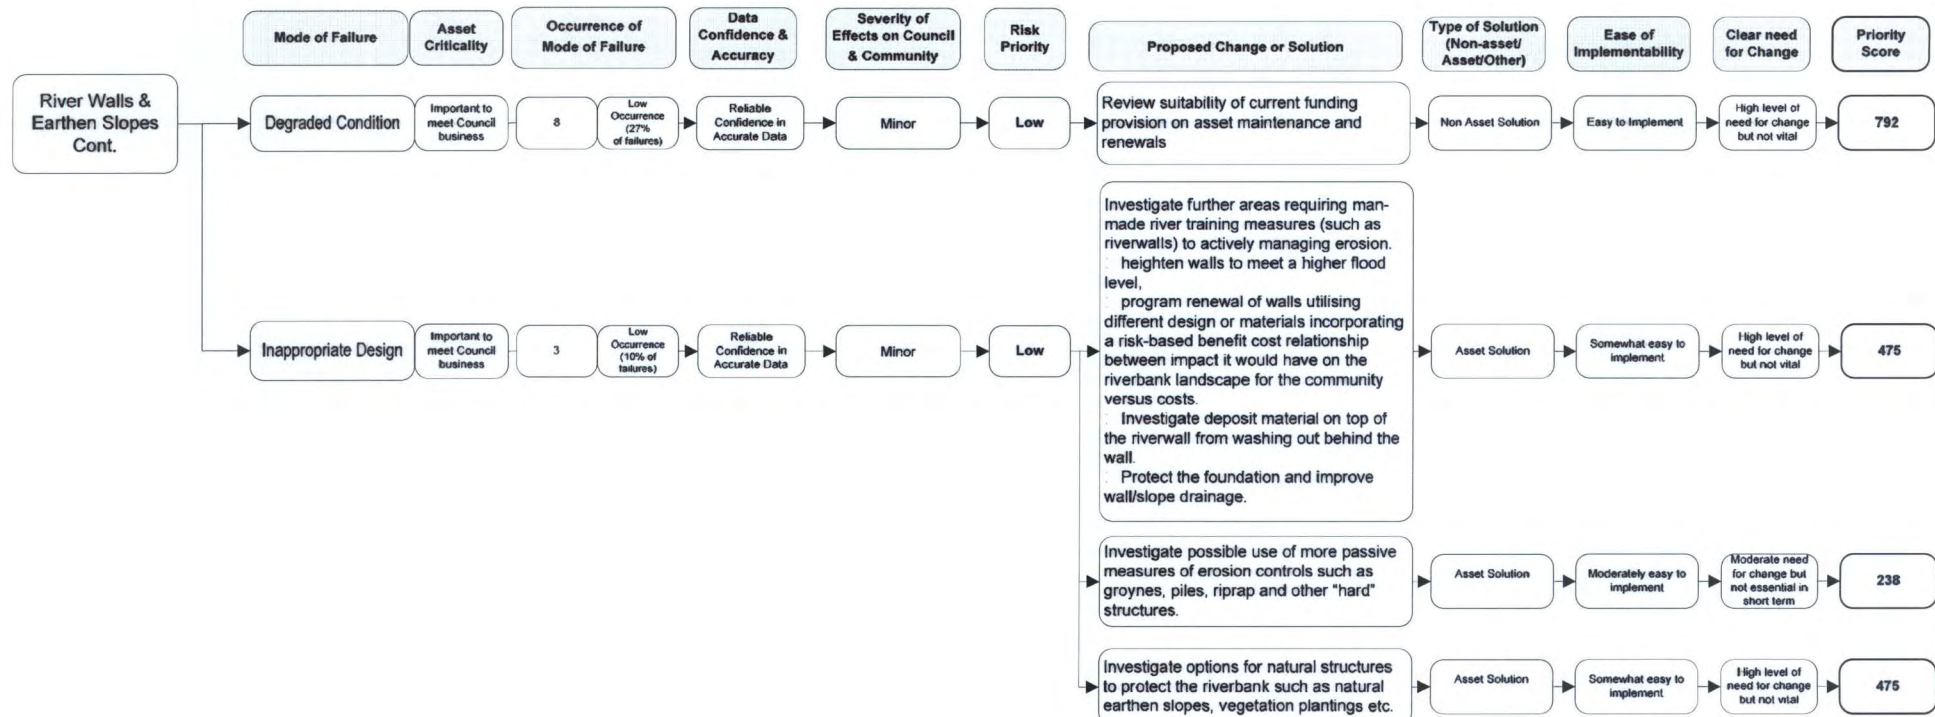 Mode of Failure
Asset
Criticality
Occurrence of
Mode of Failure
Data
Confidence &
Accuracy
Severity of
Effects on Council
& Community
Risk
Priority
Proposed Change or Solution
Type of Solution
(Non-asset/
Asset/Other)
Ease of
Implementability
Clear need
for Change
Priority
Score
River Walls &
Earthen Slopes
Cont.
Degraded Condition
Important to
meet Council
business
8
Low
Occurrence
(27%
of failures)
Reliable
Confidence in
Accurate Data
Minor
Low
Review suitability of current funding
provision on asset maintenance and
renewals
Non Asset Solution
Easy to Implement
High level of
need for change
but not vital
792
Inappropriate Design
Important to
meet Council
business
3
Low
Occurrence
(10% of
failures)
Reliable
Confidence in
Accurate Data
Minor
Low
Investigate further areas requiring man-
made river training measures (such as
riverwalls) to actively managing erosion.
heighten walls to meet a higher flood
level,
program renewal of walls utilising
different design or materials incorporating
a risk-based benefit cost relationship
between impact it would have on the
riverbank landscape for the community
versus costs.
Investigate deposit material on top of
the riverwall from washing out behind the
wall.
Protect the foundation and improve
wall/slope drainage.
Asset Solution
Somewhat easy to
implement
High level of
need for change
but not vital
475
Investigate possible use of more passive
measures of erosion controls such as
groynes, piles, riprap and other "hard"
structures.
Asset Solution
Moderately easy to
implement
Moderate need
for change but
not essential in
short term
238
Investigate options for natural structures
to protect the riverbank such as natural
earthen slopes, vegetation plantings etc.
Asset Solution
Somewhat easy to
implement
High level of
need for change
but not vital
475